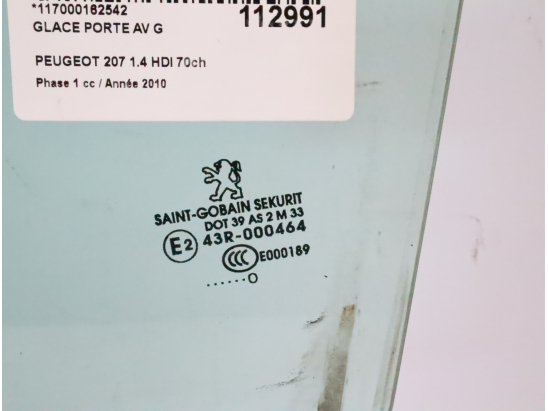 *117000162542
112991
GLACE PORTE AV G
PEUGEOT 207 1.4 HDI 70ch
Phase 1 cc / Année 2010
SAINT-GOBAIN SEKURIT
DOT 39 AS 2 M 33
E2 43R-000464
CCC E000189
......O